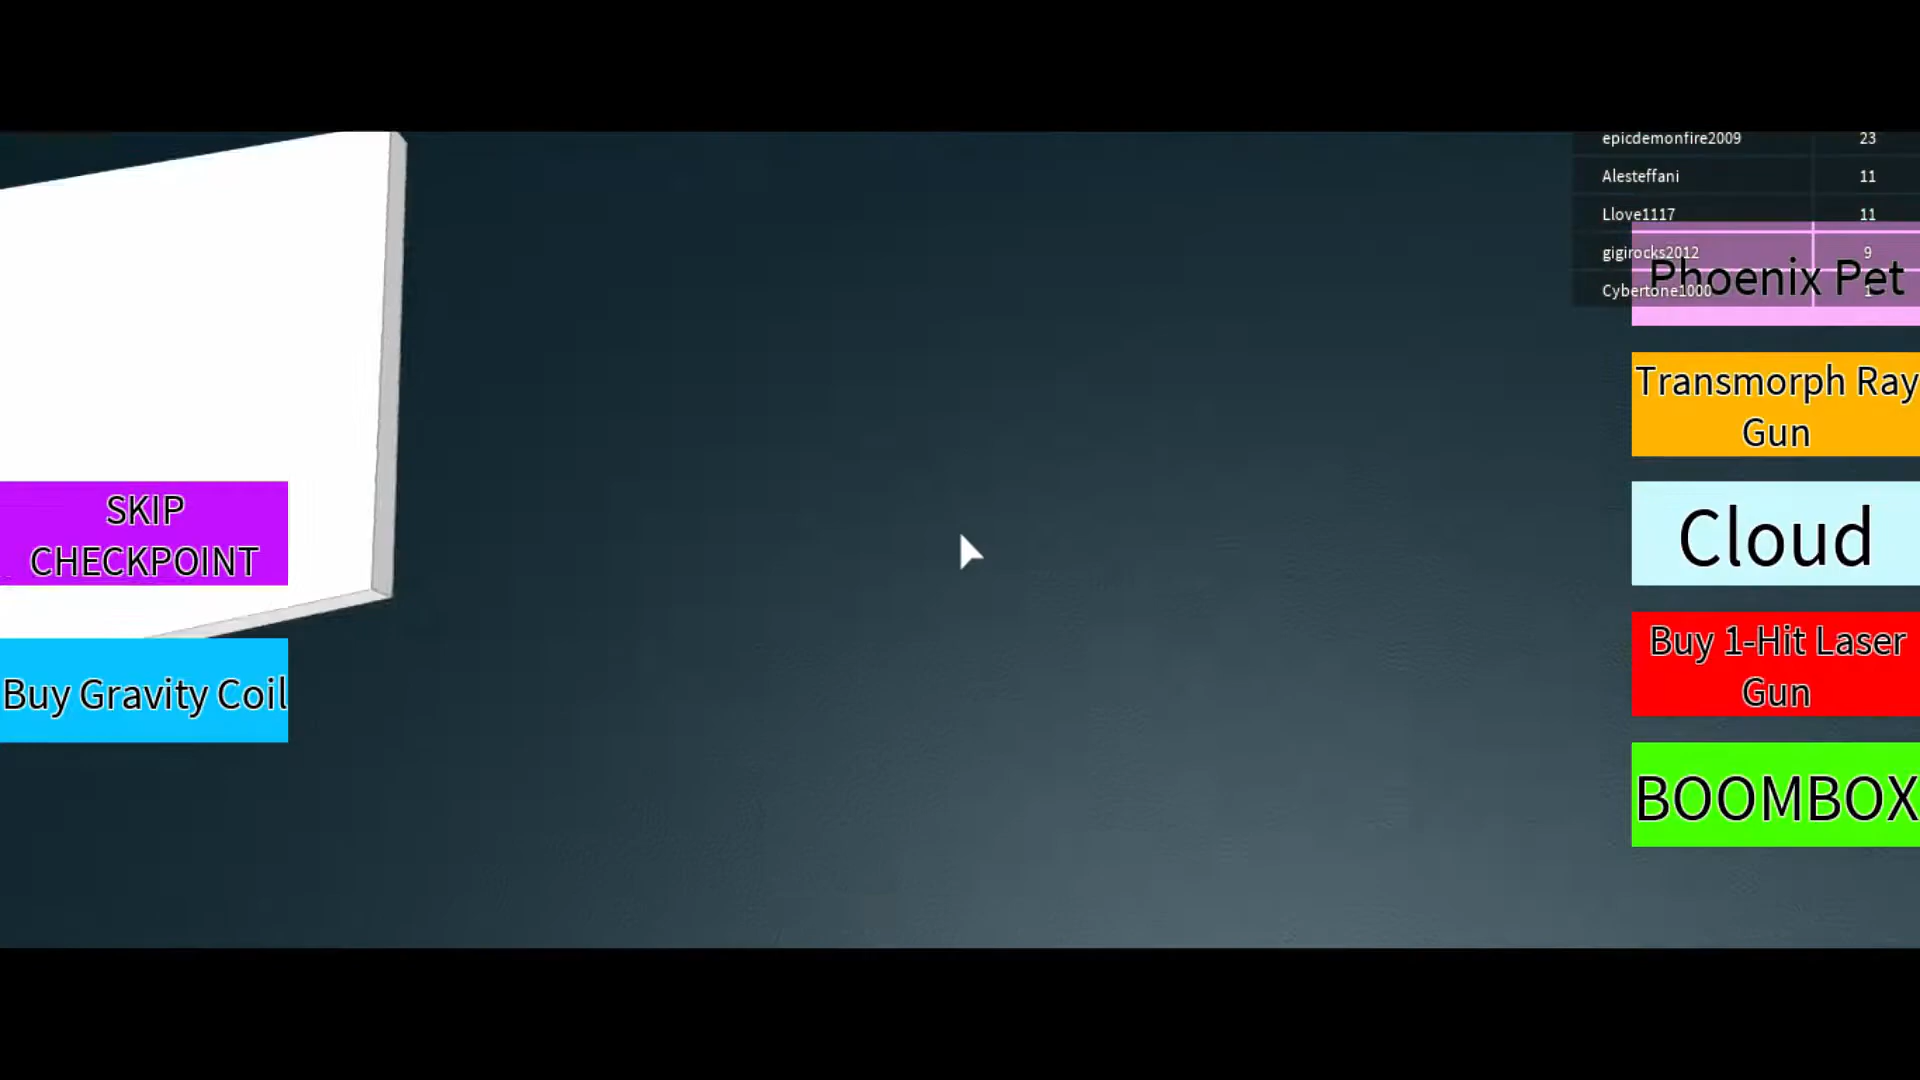 epicdemonfire2009 23
Alesteffani 11
Llove1117 11
gigirocks2012 9
Cybertone1000 1
Phoenix Pet
Transmorph Ray
Gun
SKIP
CHECKPOINT
Cloud
Buy Gravity Coil
Buy 1-Hit Laser
Gun
BOOMBOX